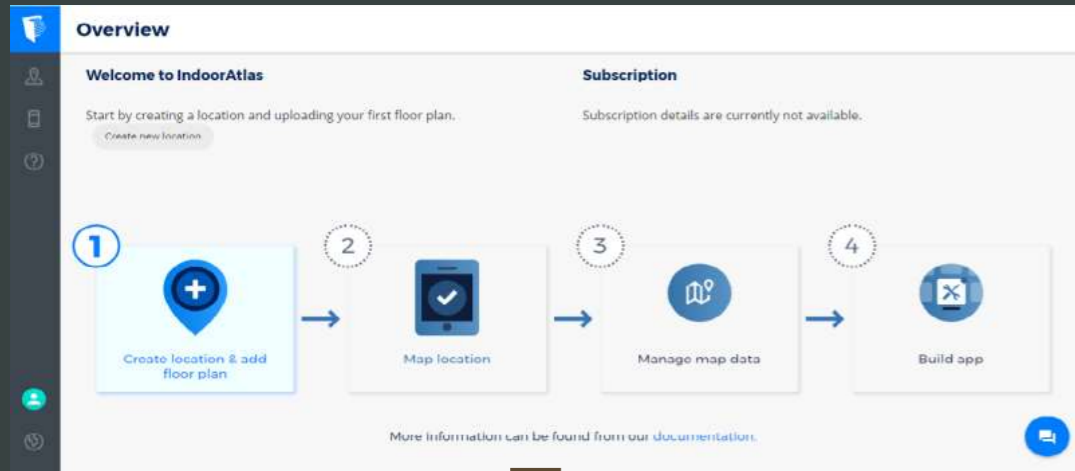 Overview
Welcome to IndoorAtlas
Start by creating a location and uploading your first floor plan.
Create new location
Subscription
Subscription details are currently not available.
1
Create location & add
floor plan
2
Map location
3
Manage map data
4
Build app
More information can be found from our documentation.